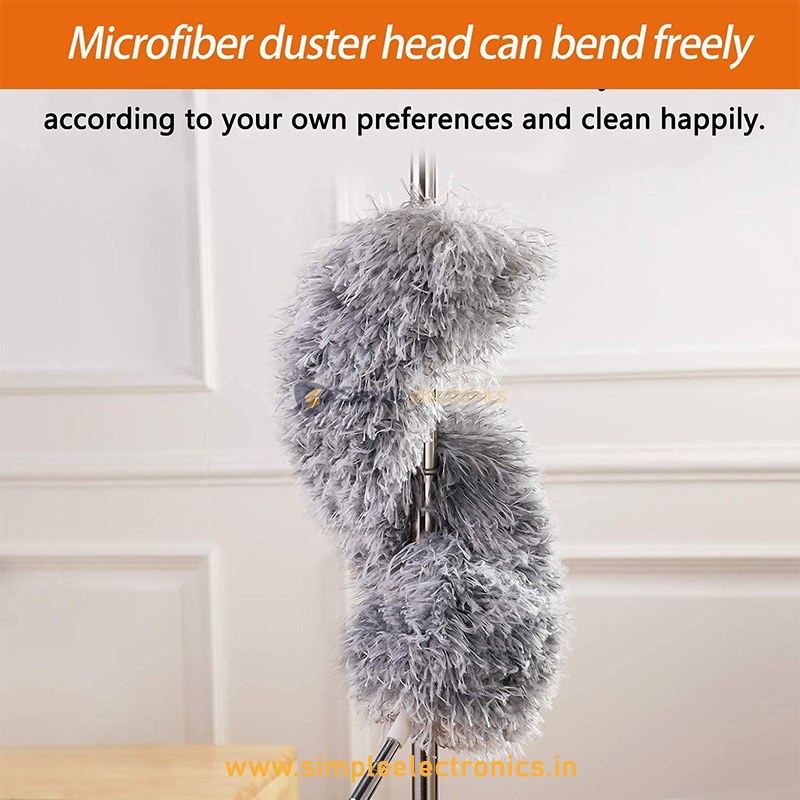 Microfiber duster head can bend freely
according to your own preferences and clean happily.
www.simpleelectronics.in